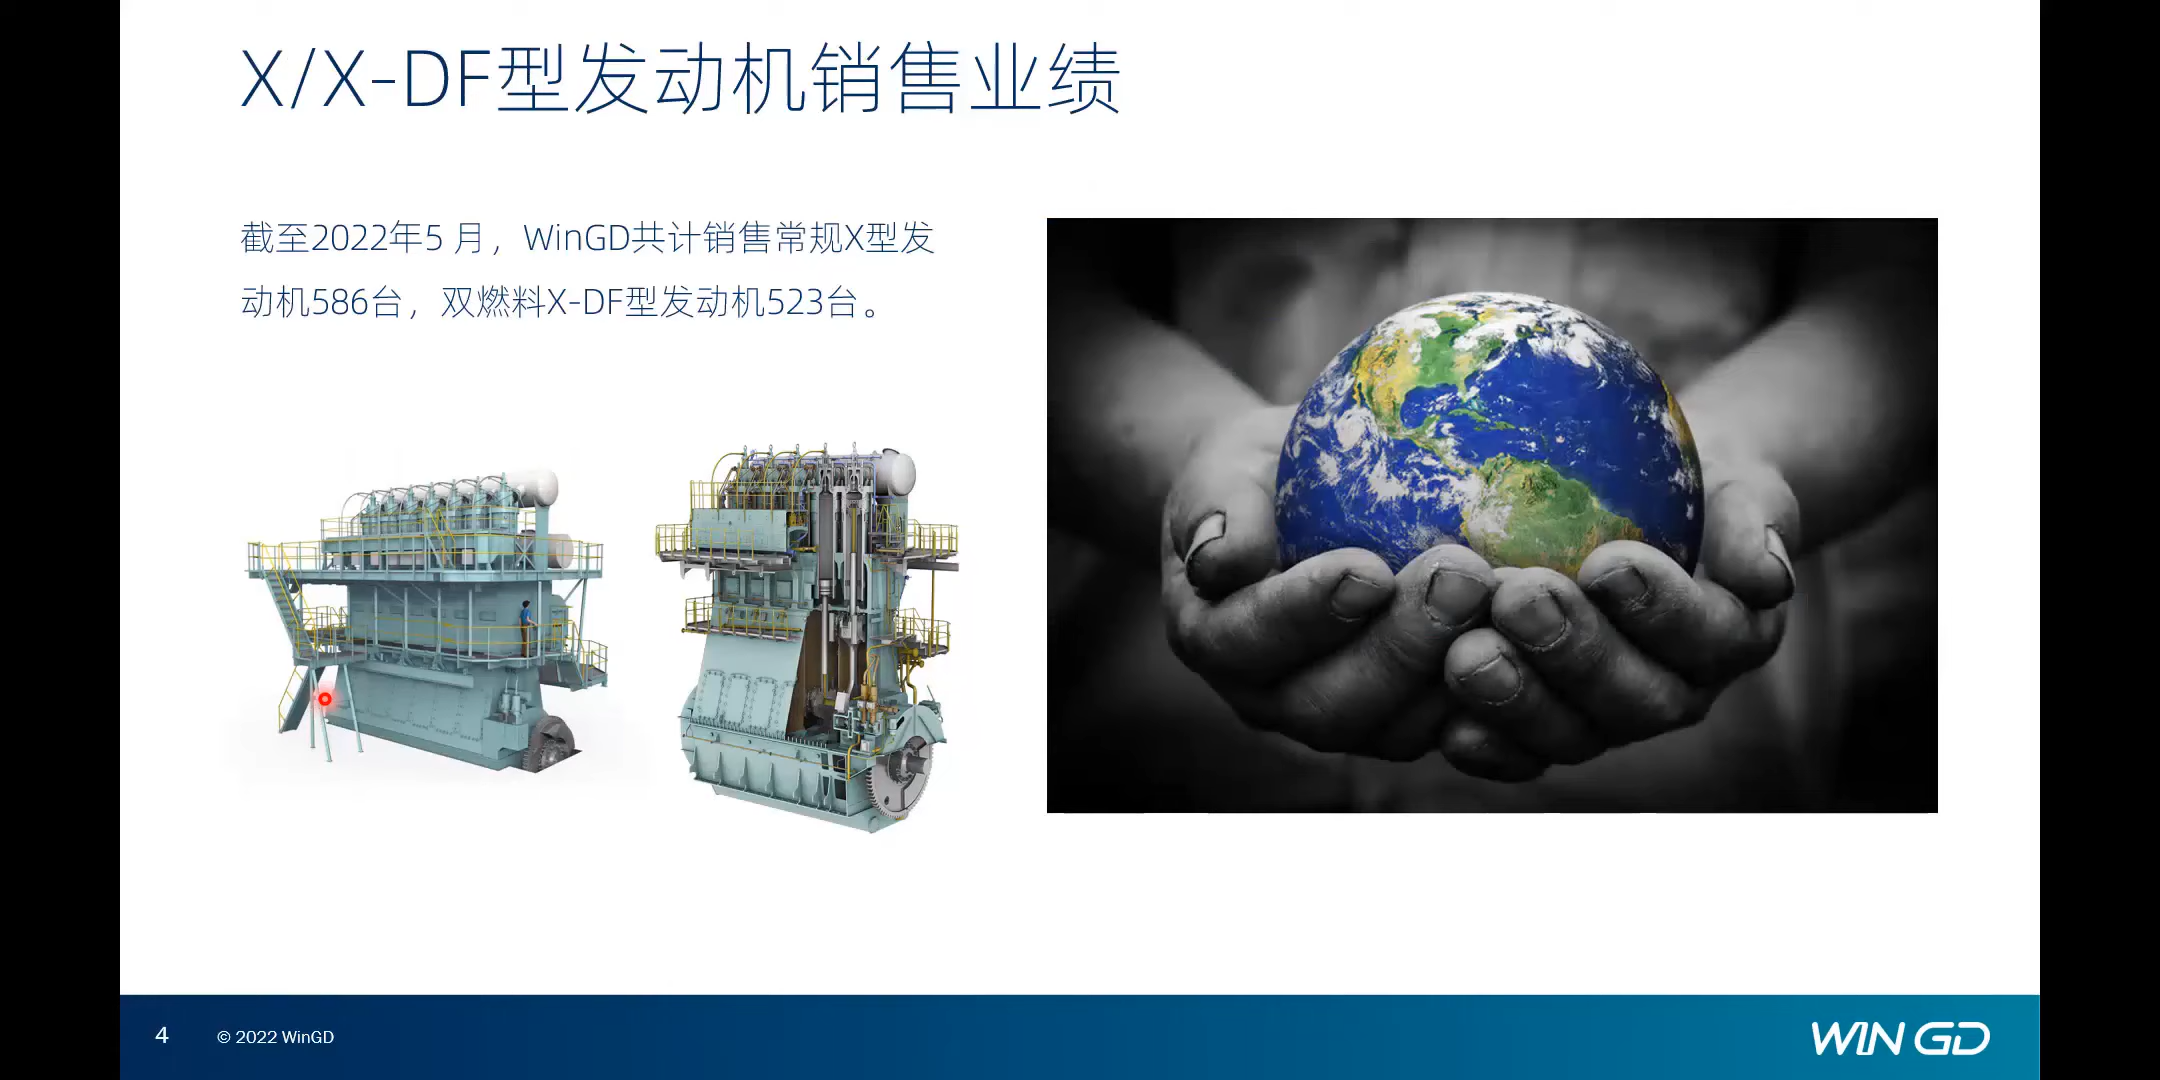 X/X-DF型发动机销售业绩
截至2022年5 月，WinGD共计销售常规X型发
动机586台，双燃料X-DF型发动机523台。
4
© 2022 WinGD
WIN GD